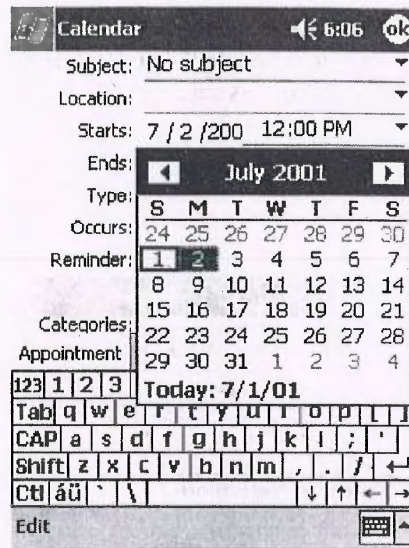 Calendar 6:06 ok
Subject: No subject
Location:
Starts: 7 / 2 /200 12:00 PM
Ends:
July 2001
Type:
S M T W T F S
Occurs:
24 25 26 27 28 29 30
Reminder:
1 2 3 4 5 6 7
8 9 10 11 12 13 14
15 16 17 18 19 20 21
Categories:
22 23 24 25 26 27 28
Appointment
29 30 31 1 2 3 4
Today: 7/1/01
123 1 2 3
Tab q w e r t y u i o p [ ]
CAP a s d f g h j k l ; '
Shift z x c v b n m , . / ↵
Ctl áü ` \ ↓ ↑ ← →
Edit